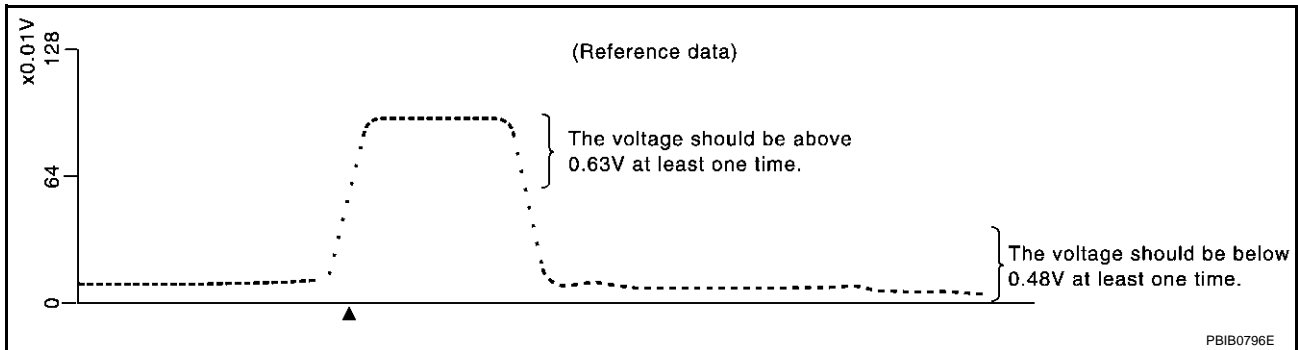 x0.01V
128
64
0
(Reference data)
The voltage should be above
0.63V at least one time.
The voltage should be below
0.48V at least one time.
PBIB0796E